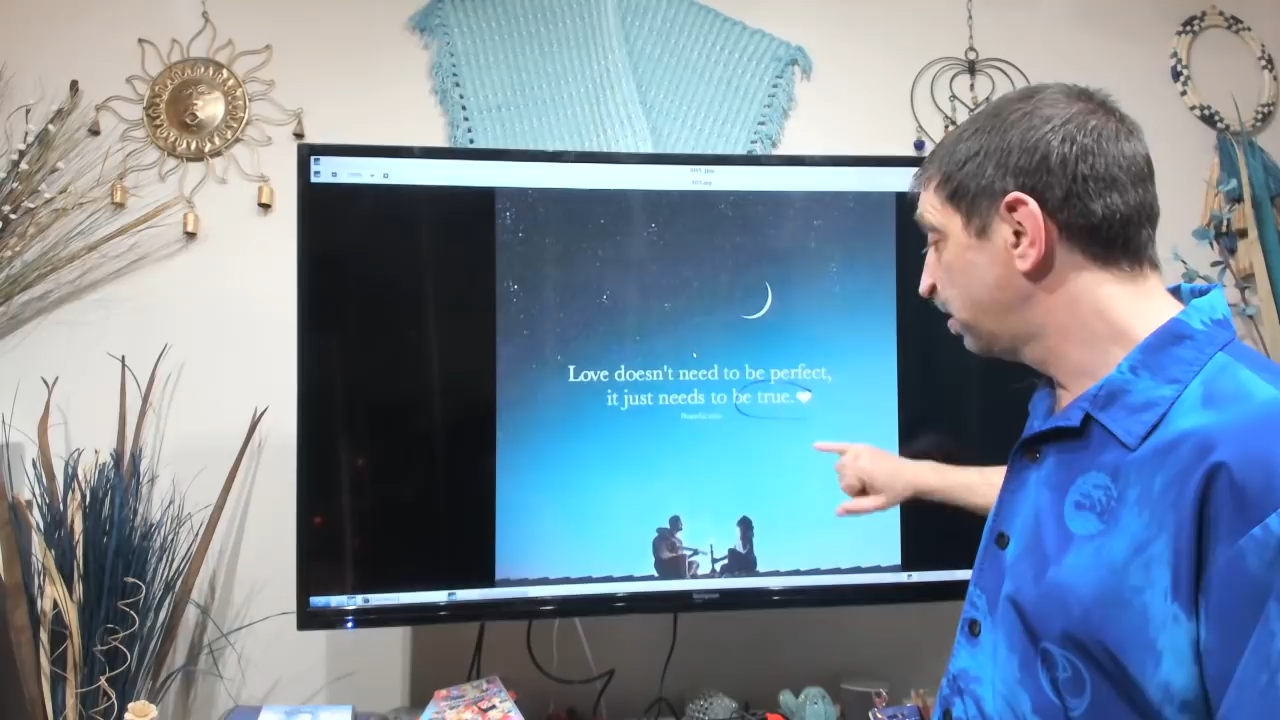 Love doesn't need to be perfect,
it just needs to be true.